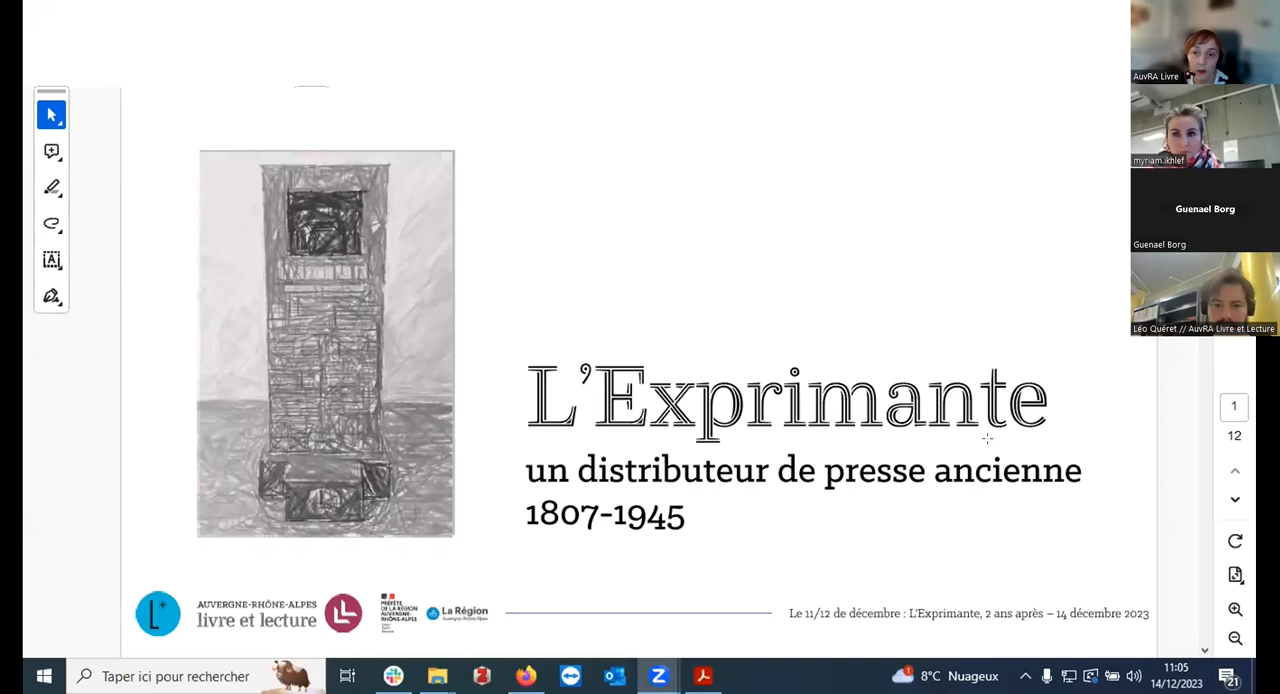 AuvRA Livre
myriam.ikhlef
Guenael Borg
Guenael Borg
Léo Quéret // AuvRA Livre et Lecture
L'Exprimante
un distributeur de presse ancienne
1807-1945
1
12
AUVERGNE-RHÔNE-ALPES
livre et lecture
PRÉFÈTE
DE LA RÉGION
AUVERGNE-
RHÔNE-ALPES
La Région
Auvergne-Rhône-Alpes
Le 11/12 de décembre : L'Exprimante, 2 ans après – 14 décembre 2023
Taper ici pour rechercher
8°C Nuageux
11:05
14/12/2023
21